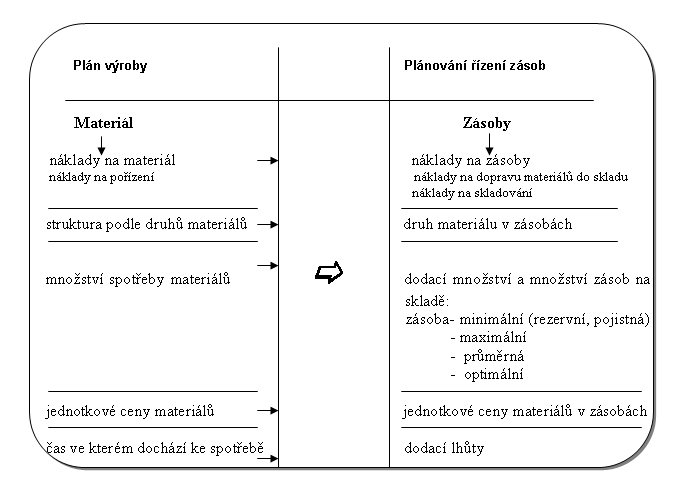 Plán výroby
Plánování řízení zásob
Materiál
Zásoby
náklady na materiál
náklady na pořízení
náklady na zásoby
náklady na dopravu materiálů do skladu
náklady na skladování
struktura podle druhů materiálů
druh materiálu v zásobách
množství spotřeby materiálů
dodací množství a množství zásob na
skladě:
zásoba- minimální (rezervní, pojistná)
- maximální
- průměrná
- optimální
jednotkové ceny materiálů
jednotkové ceny materiálů v zásobách
čas ve kterém dochází ke spotřebě
dodací lhůty